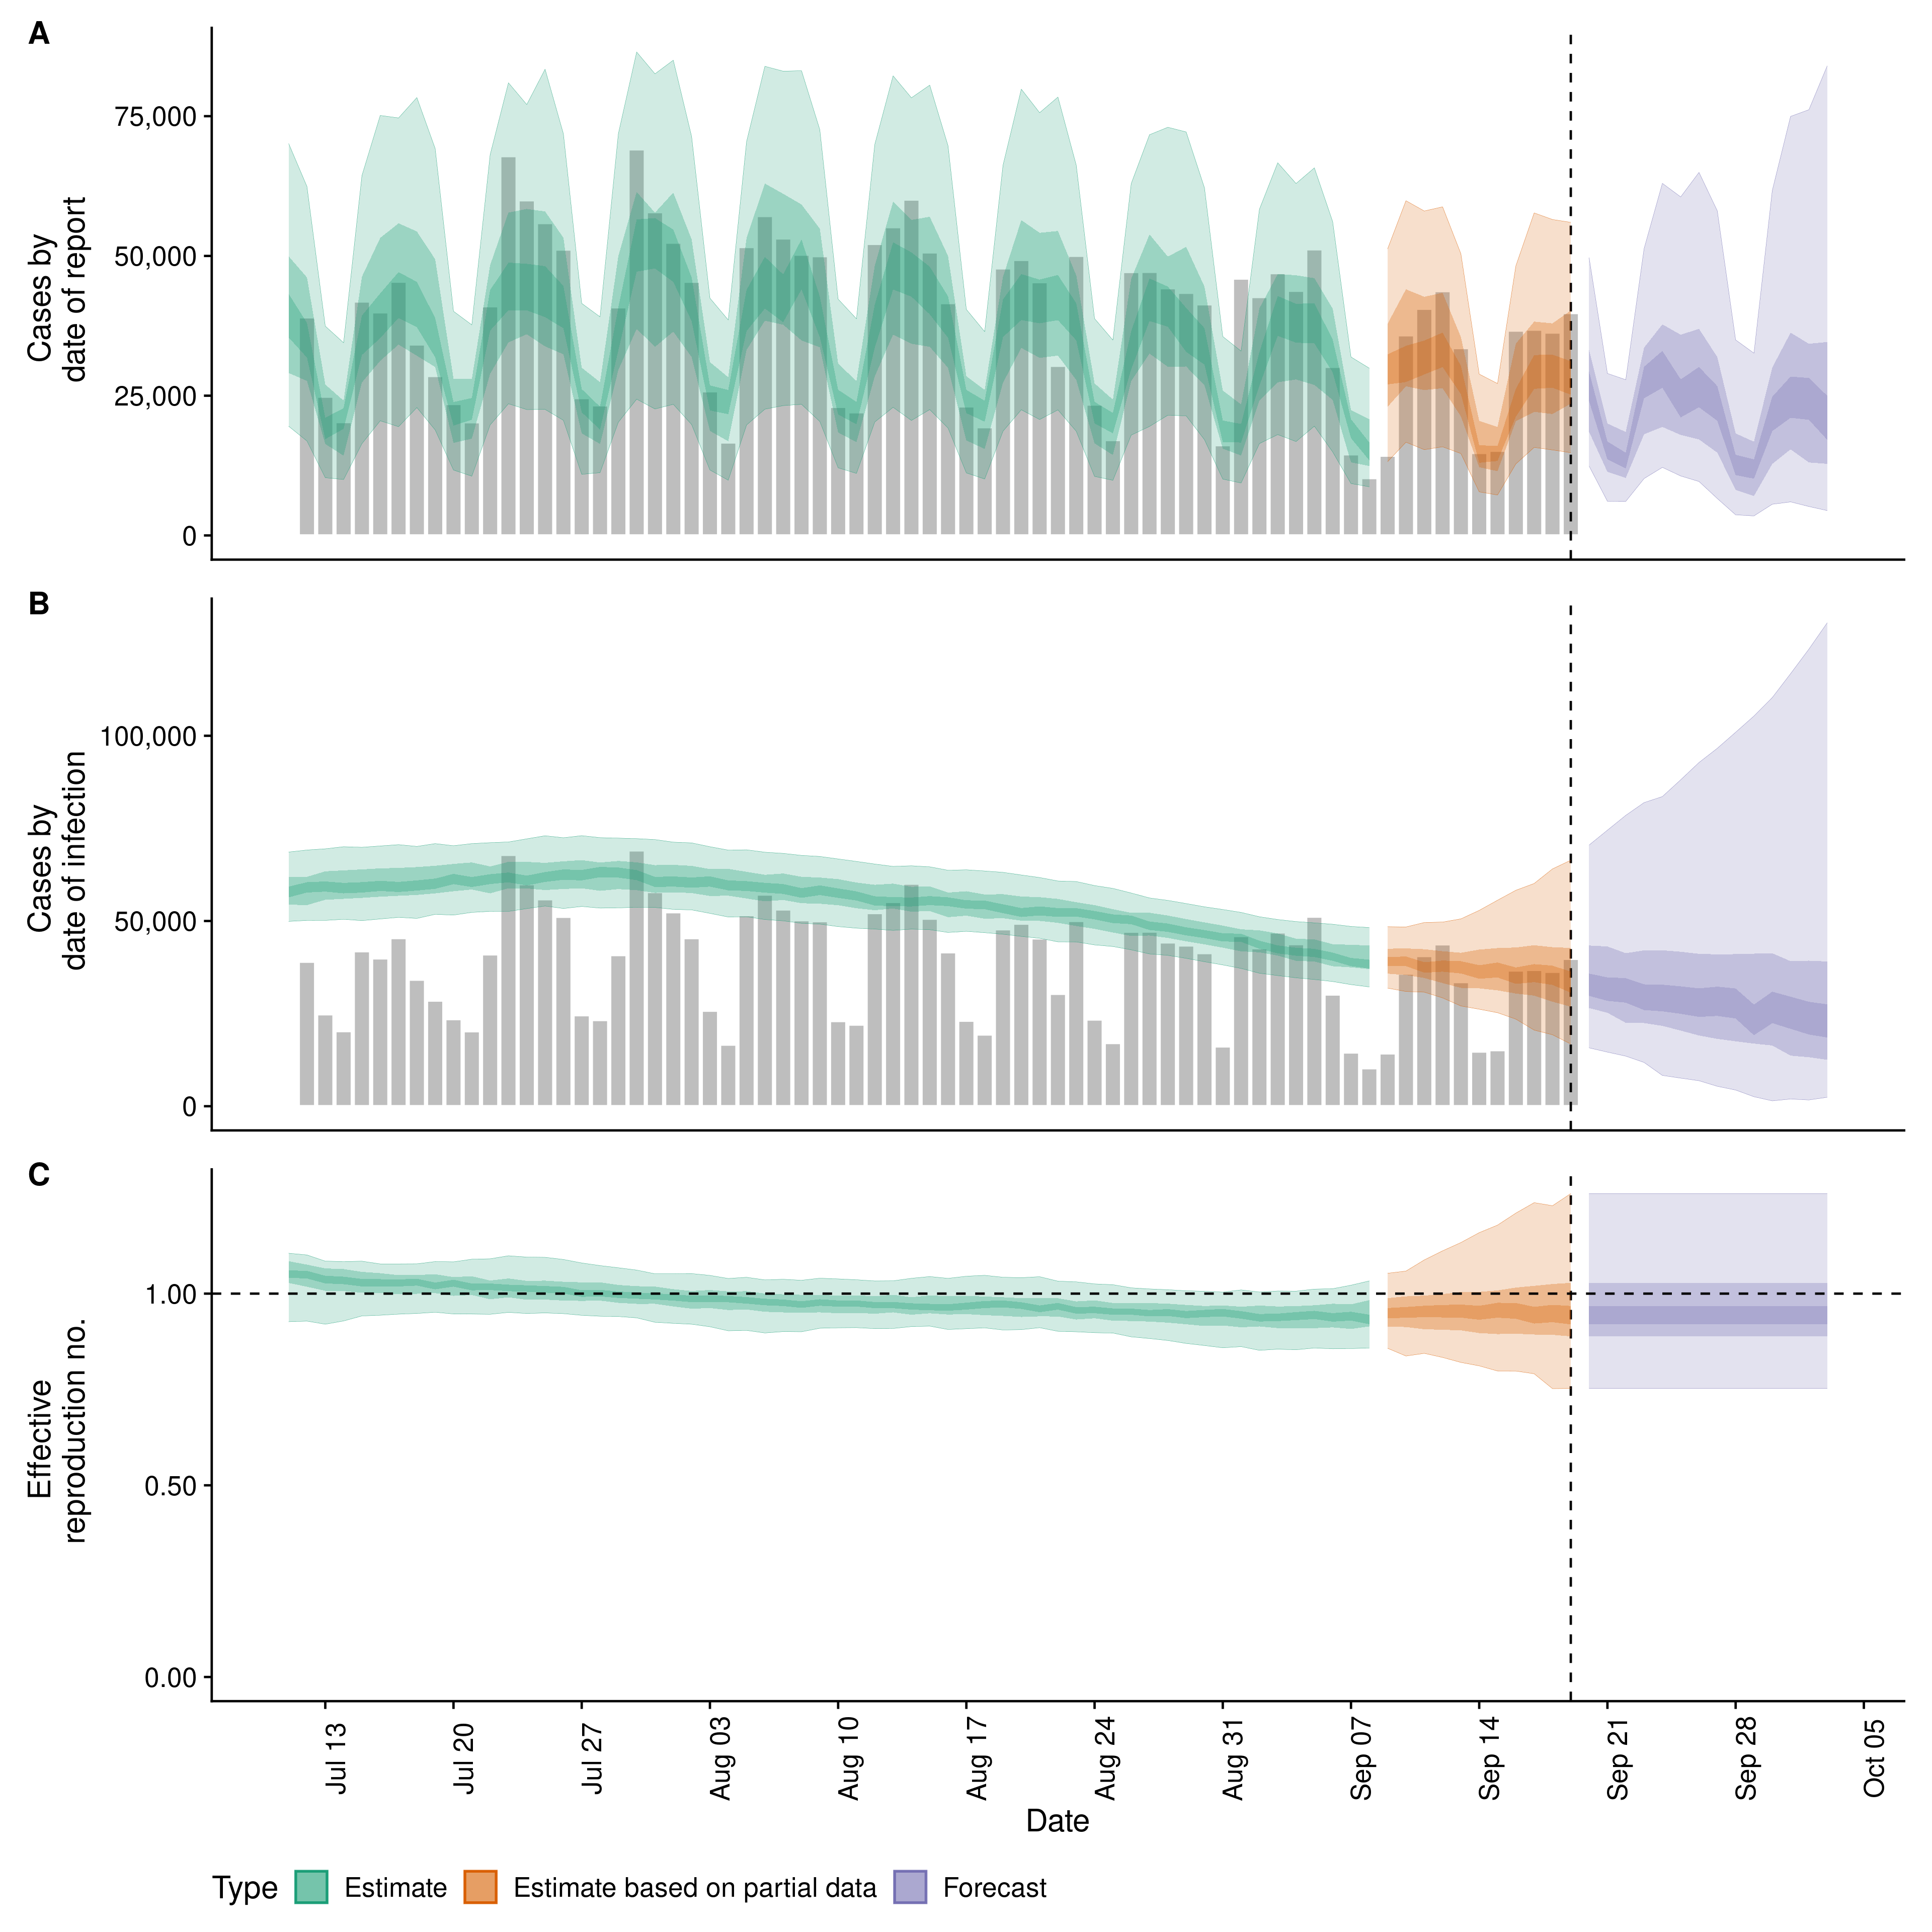 A
Cases by
date of report
75,000
50,000
25,000
0
B
Cases by
date of infection
100,000
50,000
0
C
Effective
reproduction no.
1.00
0.50
0.00
Jul 13
Jul 20
Jul 27
Aug 03
Aug 10
Aug 17
Aug 24
Aug 31
Sep 07
Sep 14
Sep 21
Sep 28
Oct 05
Date
Type Estimate Estimate based on partial data Forecast